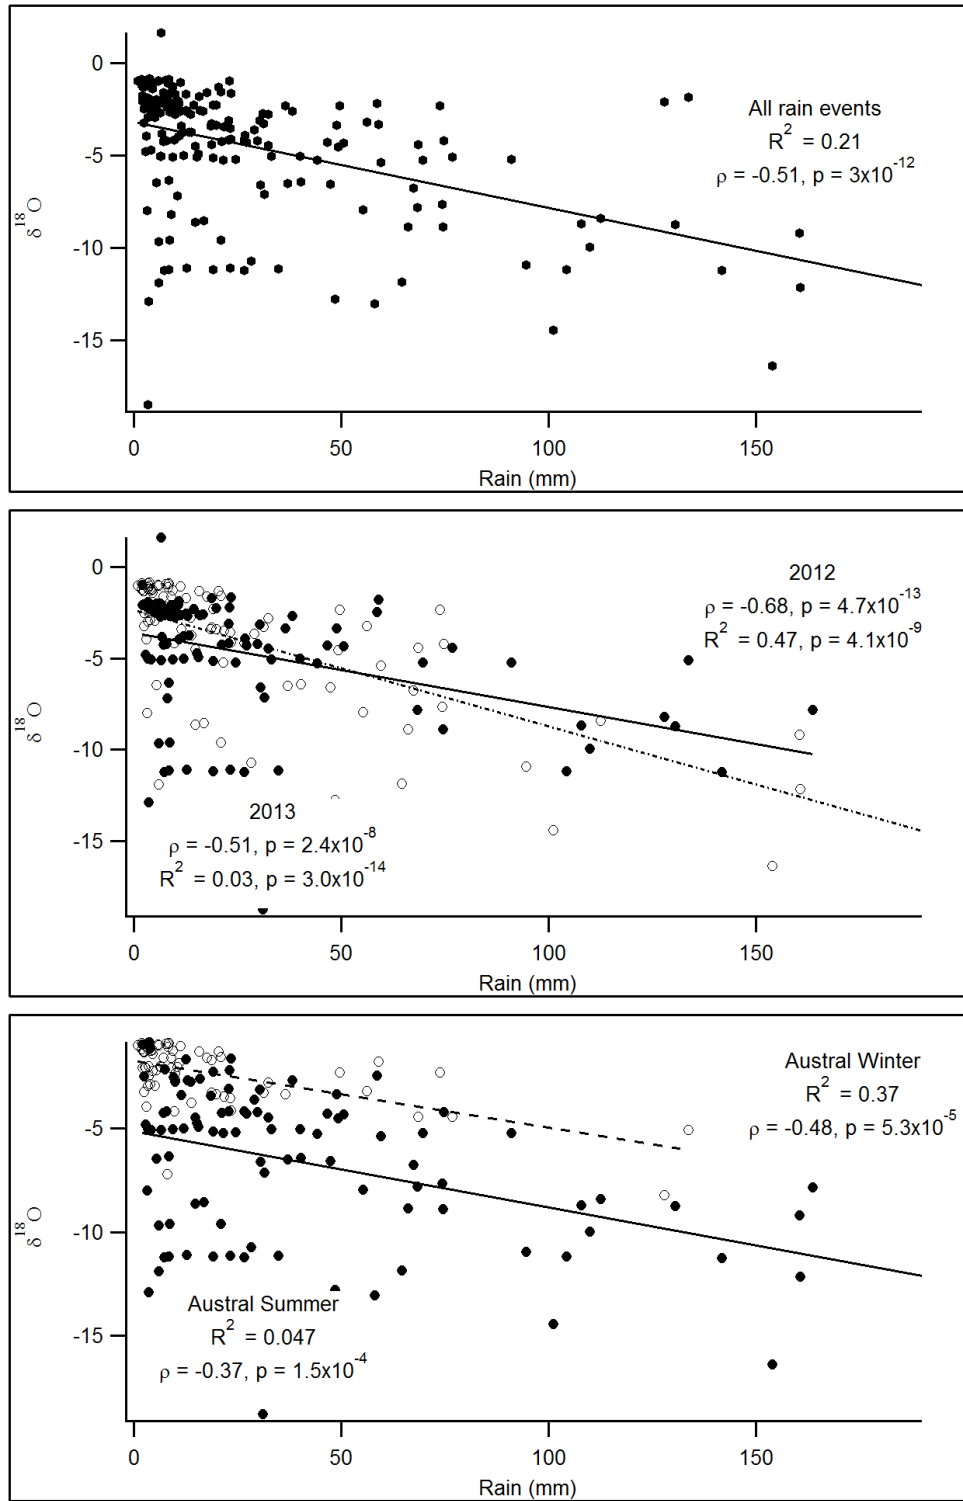 0
-5
-10
-15
δ ¹⁸O
All rain events
R² = 0.21
ρ = -0.51, p = 3x10⁻¹²
0 50 100 150
Rain (mm)
0
-5
-10
-15
δ ¹⁸O
2012
ρ = -0.68, p = 4.7x10⁻¹³
R² = 0.47, p = 4.1x10⁻⁹
2013
ρ = -0.51, p = 2.4x10⁻⁸
R² = 0.03, p = 3.0x10⁻¹⁴
0 50 100 150
Rain (mm)
-5
-10
-15
δ ¹⁸O
Austral Winter
R² = 0.37
ρ = -0.48, p = 5.3x10⁻⁵
Austral Summer
R² = 0.047
ρ = -0.37, p = 1.5x10⁻⁴
0 50 100 150
Rain (mm)